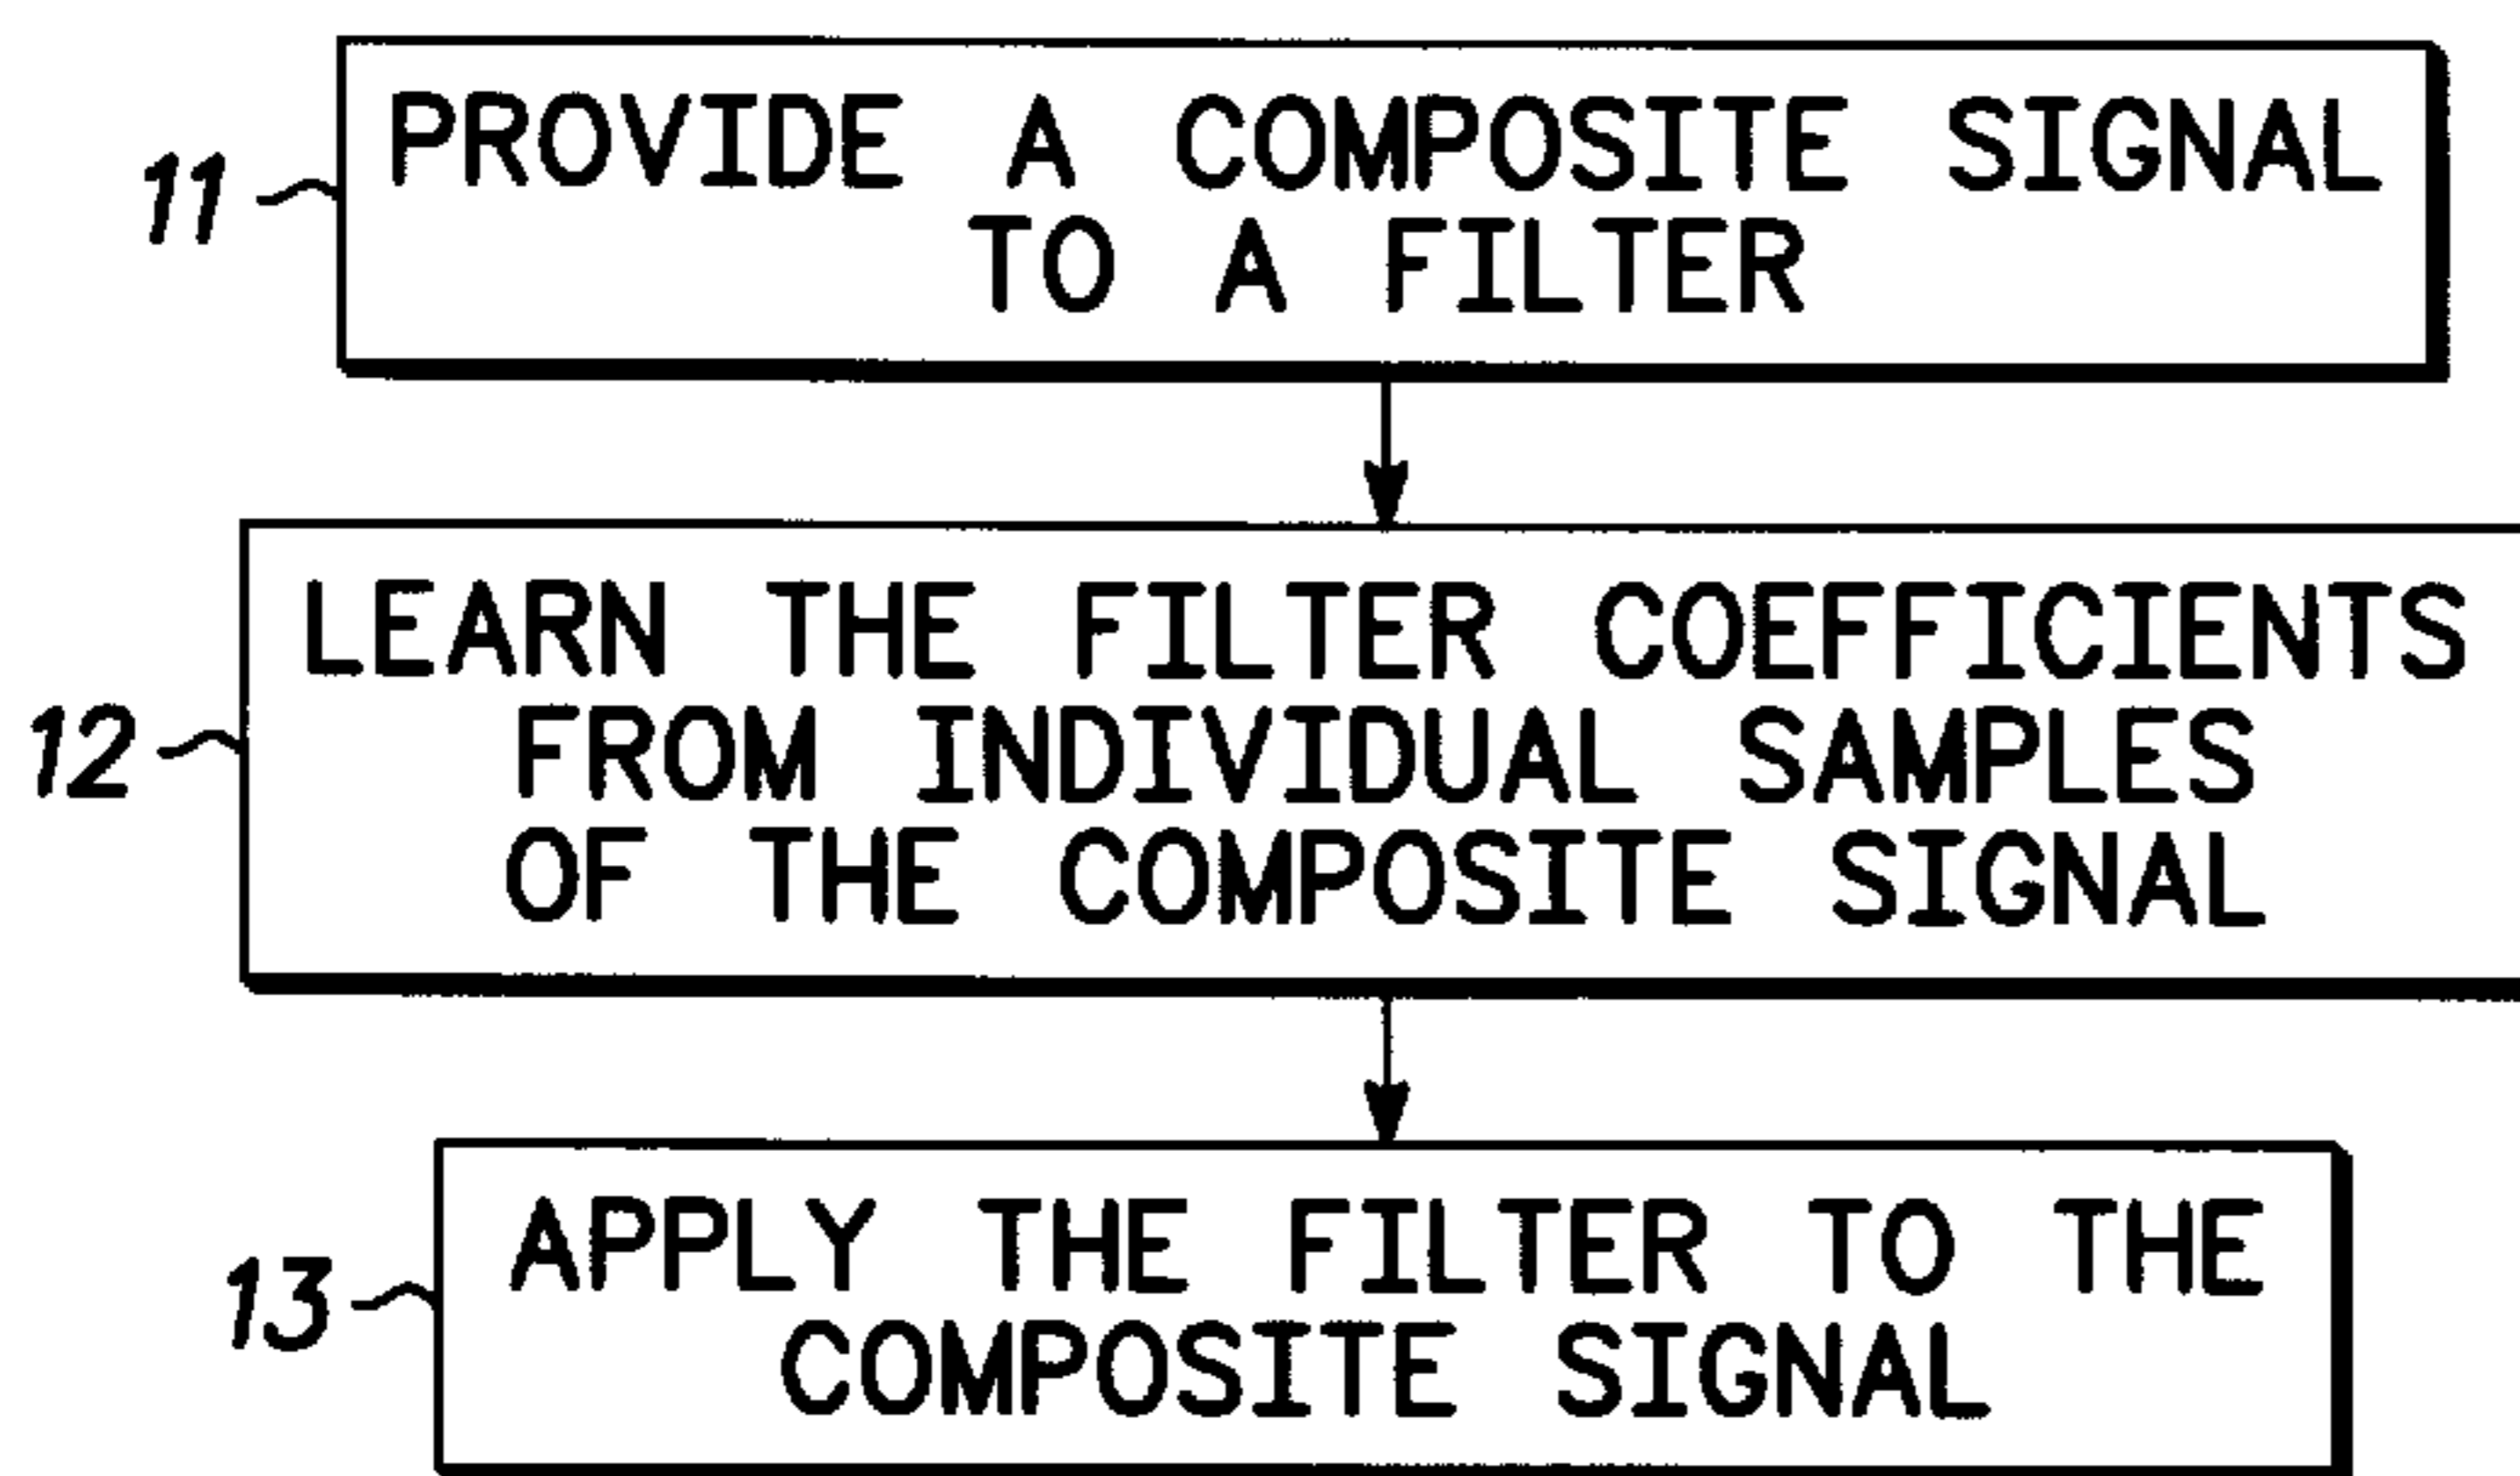 11
PROVIDE A COMPOSITE SIGNAL
TO A FILTER
12
LEARN THE FILTER COEFFICIENTS
FROM INDIVIDUAL SAMPLES
OF THE COMPOSITE SIGNAL
13
APPLY THE FILTER TO THE
COMPOSITE SIGNAL